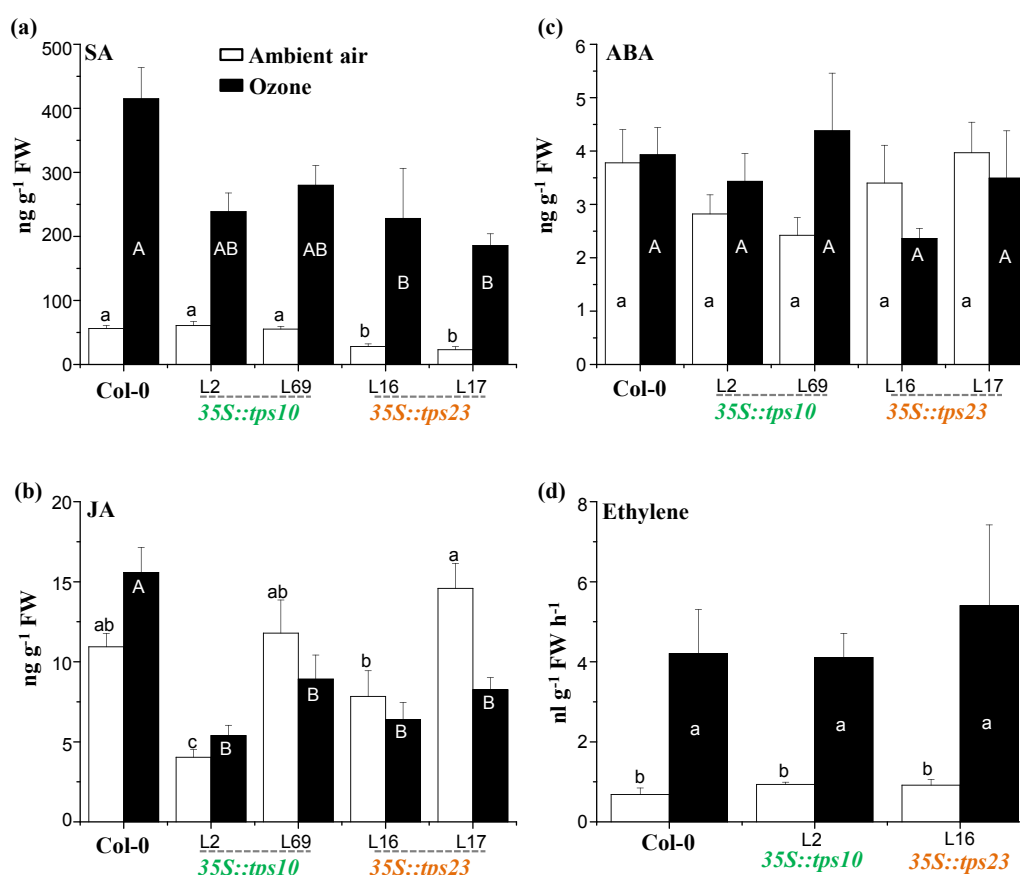 (a)
SA
Ambient air
Ozone
500
400
300
200
100
0
ng g⁻¹ FW
a
A
a
AB
a
AB
b
B
b
B
Col-0
L2
L69
L16
L17
35S::tps10
35S::tps23
(c)
ABA
6
5
4
3
2
1
0
ng g⁻¹ FW
a
A
a
A
a
A
a
A
a
A
Col-0
L2
L69
L16
L17
35S::tps10
35S::tps23
(b)
JA
20
15
10
5
0
ng g⁻¹ FW
ab
A
c
B
ab
B
b
B
a
B
Col-0
L2
L69
L16
L17
35S::tps10
35S::tps23
(d)
Ethylene
8
6
4
2
0
nl g⁻¹ FW h⁻¹
b
a
b
a
b
a
Col-0
L2
L16
35S::tps10
35S::tps23